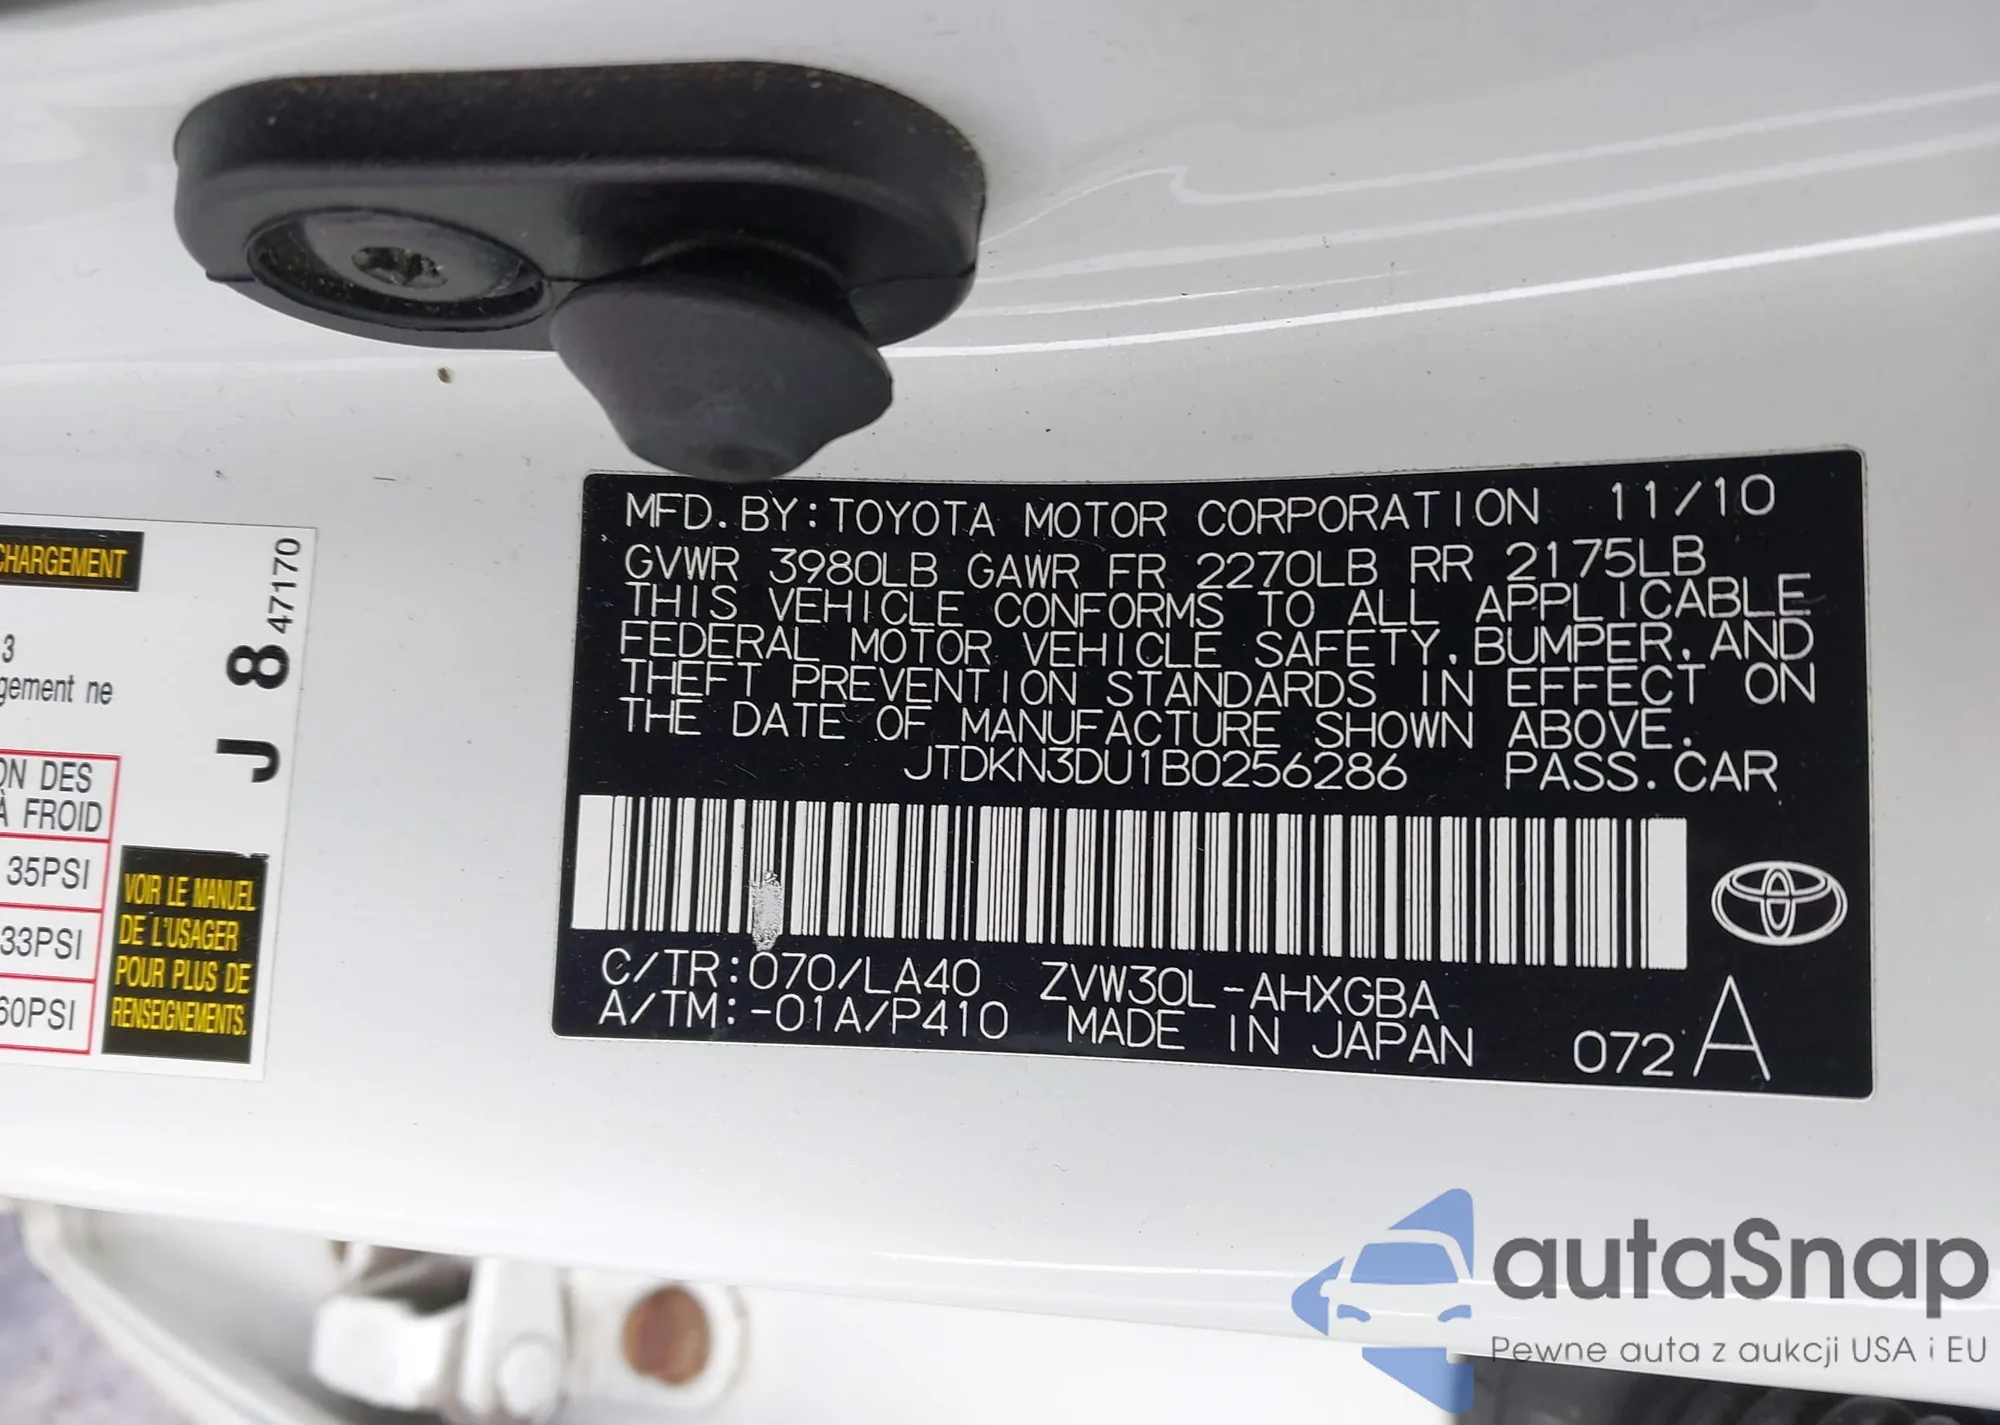 CHARGEMENT
3
gement ne
ON DES
À FROID
35PSI
33PSI
60PSI
VOIR LE MANUEL
DE L'USAGER
POUR PLUS DE
RENSEIGNEMENTS.
J 8 47170
MFD. BY: TOYOTA MOTOR CORPORATION 11/10
GVWR 3980LB GAWR FR 2270LB RR 2175LB
THIS VEHICLE CONFORMS TO ALL APPLICABLE
FEDERAL MOTOR VEHICLE SAFETY, BUMPER, AND
THEFT PREVENTION STANDARDS IN EFFECT ON
THE DATE OF MANUFACTURE SHOWN ABOVE.
JTDKN3DU1B0256286 PASS. CAR
C/TR: 070/LA40 ZVW30L-AHXGBA
A/TM: -01A/P410 MADE IN JAPAN 072 A
autaSnap
Pewne auta z aukcji USA i EU